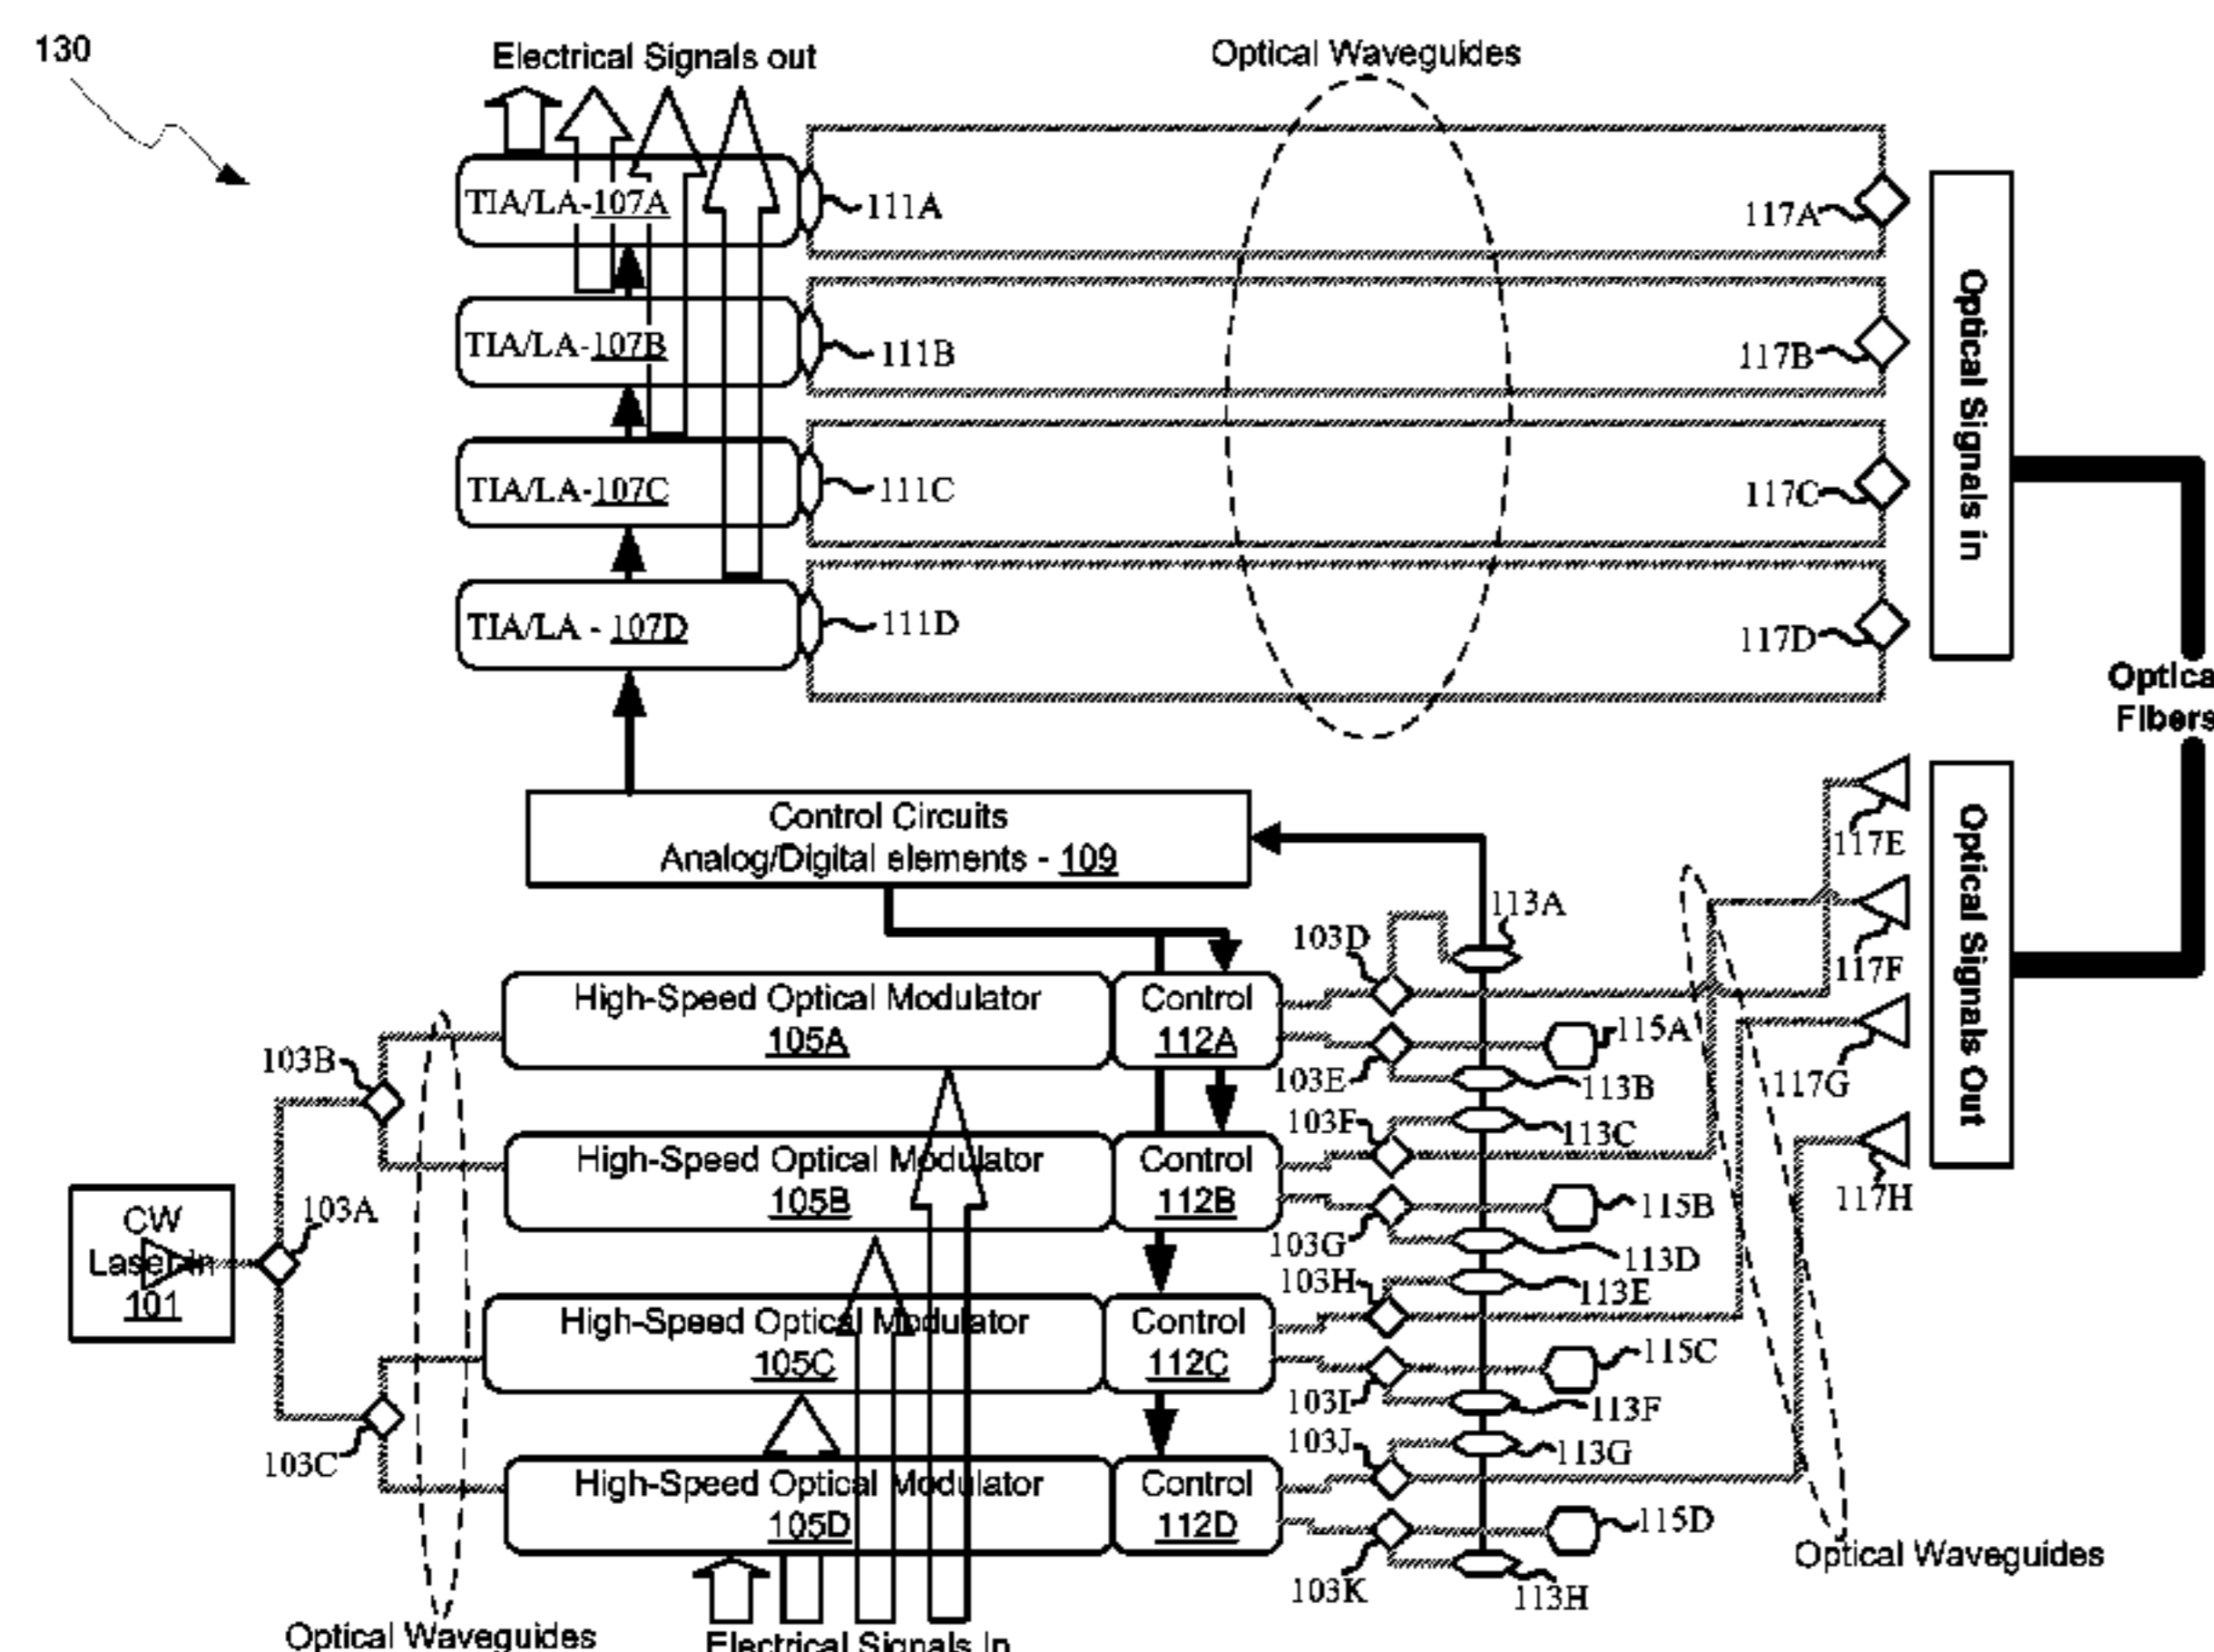 130
Electrical Signals out
Optical Waveguides
TIA/LA-107A
111A
117A
TIA/LA-107B
111B
117B
TIA/LA-107C
111C
117C
TIA/LA - 107D
111D
117D
Optical Signals in
Optica
Fibers
Control Circuits
Analog/Digital elements - 109
117E
117F
117G
117H
Optical Signals Out
113A
103D
High-Speed Optical Modulator
105A
Control
112A
115A
103E
113B
103B
103F
113C
High-Speed Optical Modulator
105B
Control
112B
115B
103G
113D
CW
Laser In
101
103A
103H
113E
High-Speed Optical Modulator
105C
Control
112C
115C
103I
113F
103C
103J
113G
High-Speed Optical Modulator
105D
Control
112D
115D
103K
113H
Optical Waveguides
Optical Waveguides
Electrical Signals In